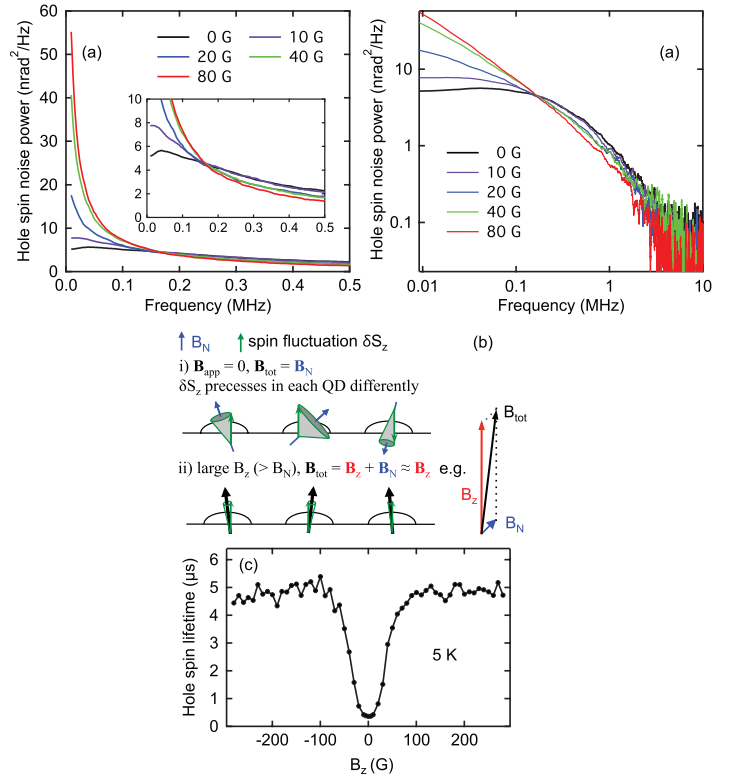 Hole spin noise power (nrad²/Hz)
60
50
40
30
20
10
0
(a)
0 G
10 G
20 G
40 G
80 G
10
8
6
4
2
0
0.0
0.1
0.2
0.3
0.4
0.5
0.0
0.1
0.2
0.3
0.4
0.5
Frequency (MHz)
Hole spin noise power (nrad²/Hz)
10
1
0.1
(a)
0 G
10 G
20 G
40 G
80 G
0.01
0.1
1
10
Frequency (MHz)
B_N spin fluctuation δS_z
(b)
i) B_app = 0, B_tot = B_N
δS_z precesses in each QD differently
ii) large B_z (> B_N), B_tot = B_z + B_N ≈ B_z e.g.
B_tot
B_z
B_N
Hole spin lifetime (μs)
6
5
4
3
2
1
0
(c)
5 K
-200
-100
0
100
200
B_z (G)